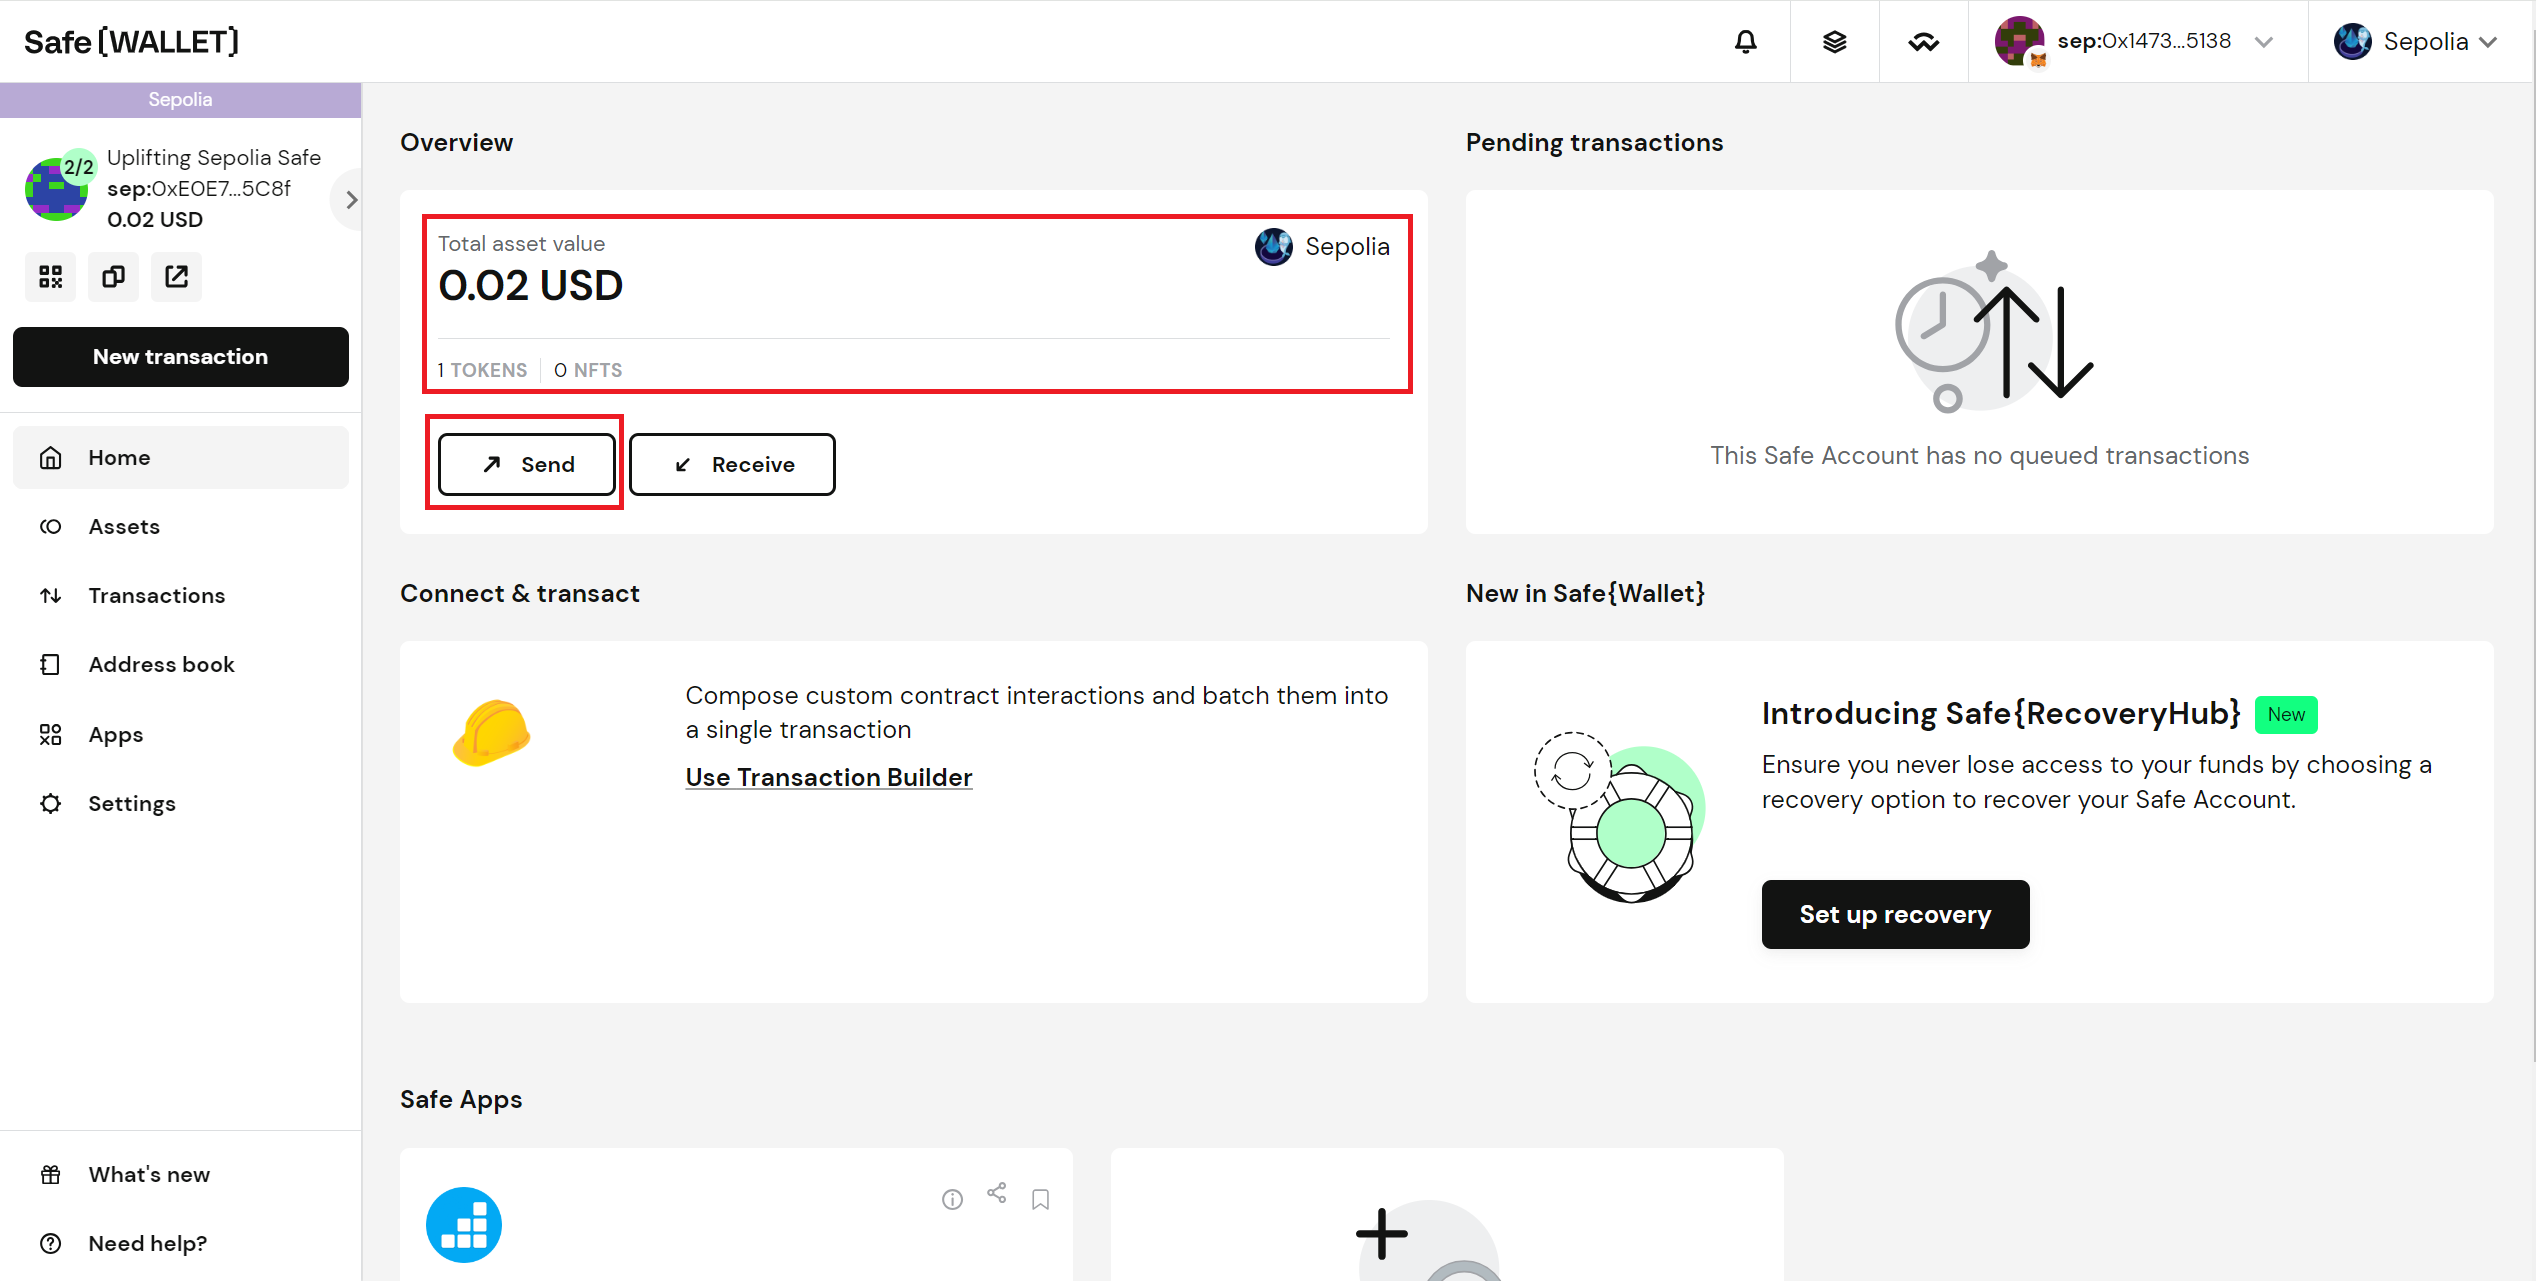 Safe{WALLET}
sep:0x1473...5138
Sepolia
Sepolia
2/2
Uplifting Sepolia Safe
sep:0xE0E7...5C8f
0.02 USD
New transaction
Home
Assets
Transactions
Address book
Apps
Settings
What's new
Need help?
Overview
Total asset value
Sepolia
0.02 USD
1 TOKENS
0 NFTS
Send
Receive
Pending transactions
This Safe Account has no queued transactions
Connect & transact
Compose custom contract interactions and batch them into
a single transaction
Use Transaction Builder
New in Safe{Wallet}
Introducing Safe{RecoveryHub}
New
Ensure you never lose access to your funds by choosing a
recovery option to recover your Safe Account.
Set up recovery
Safe Apps